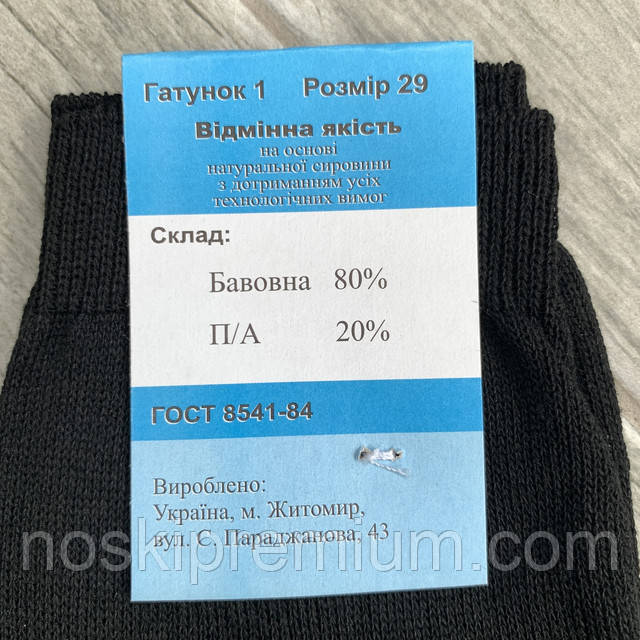 Гатунок 1 Розмір 29
Відмінна якість
на основі
натуральної сировини
з дотриманням усіх
технологічних вимог
Склад:
Бавовна 80%
П/А 20%
ГОСТ 8541-84
Вироблено:
Україна, м. Житомир,
вул. С. Параджанова, 43
noskipremium.com.ua